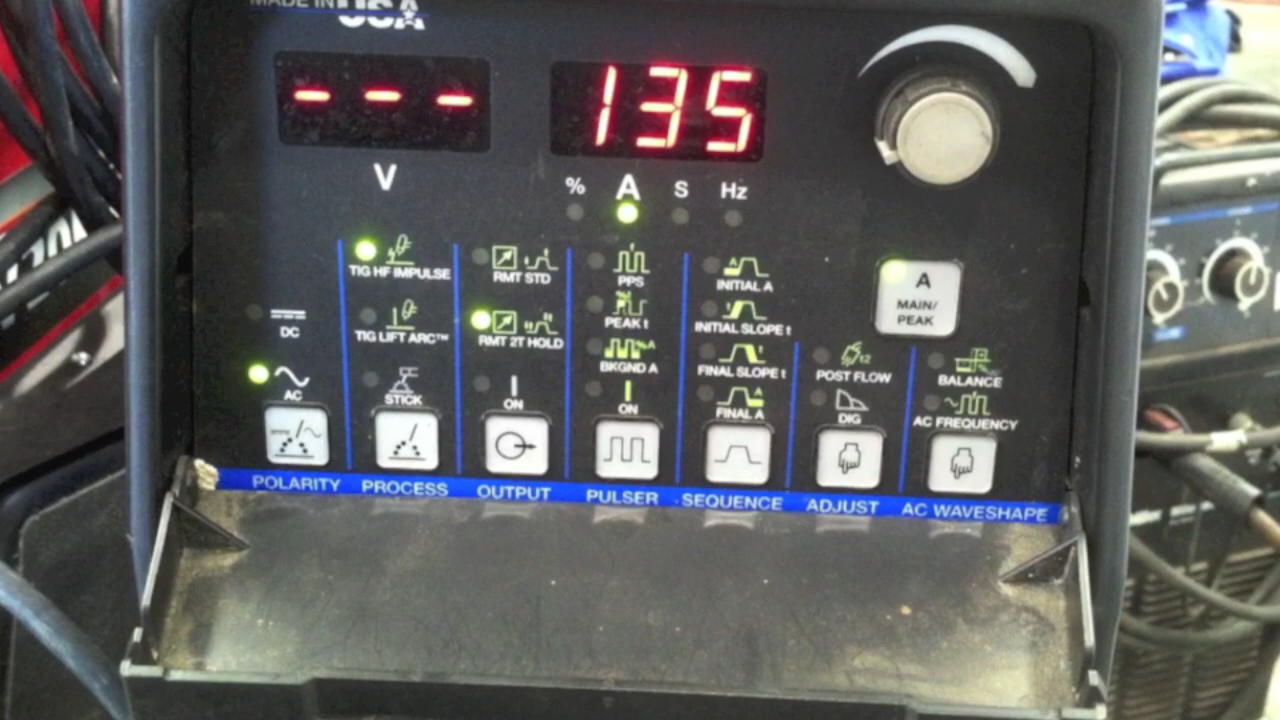 MADE IN USA
--- 135
V
% A S Hz
TIG HF IMPULSE
RMT STD
PPS
INITIAL A
A
MAIN/
PEAK
DC
TIG LIFT ARC™
RMT 2T HOLD
PEAK t
INITIAL SLOPE t
%A
BKGND A
FINAL SLOPE t
t2
POST FLOW
BALANCE
AC
STICK
ON
ON
A
FINAL A
DIG
AC FREQUENCY
POLARITY PROCESS OUTPUT PULSER SEQUENCE ADJUST AC WAVESHAPE